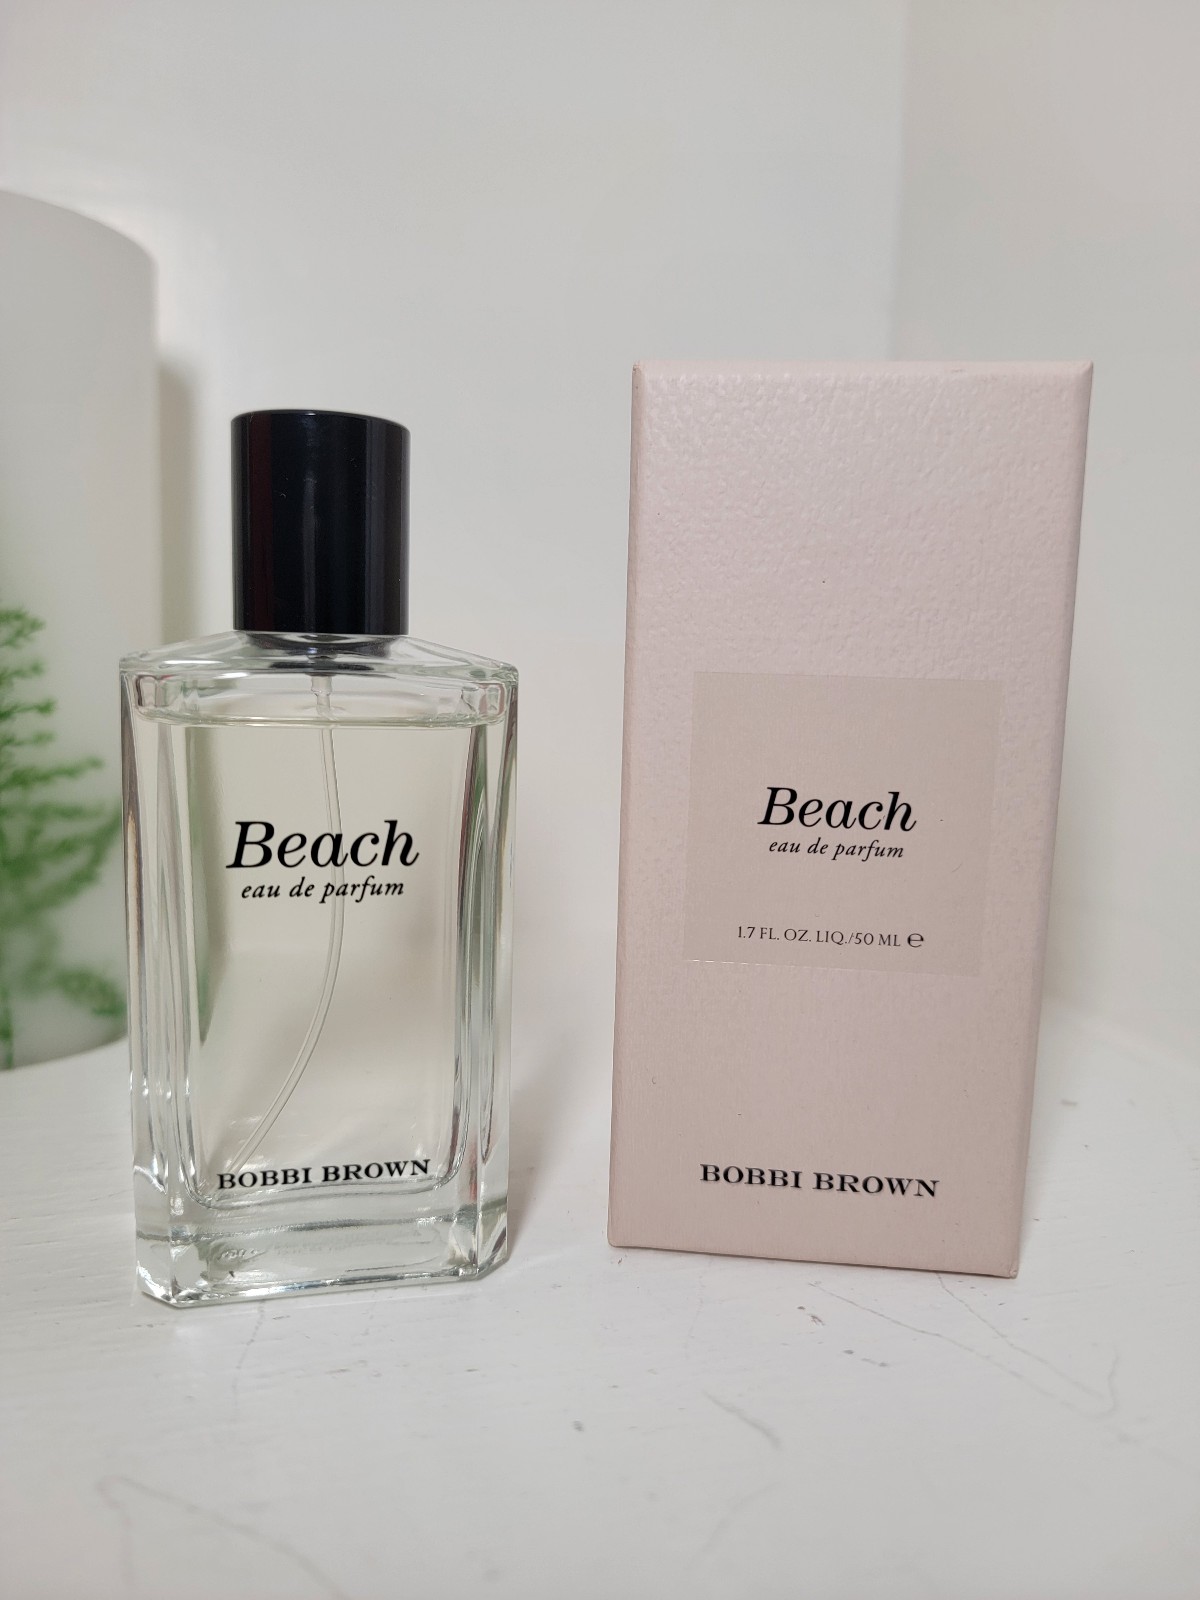 Beach
eau de parfum
BOBBI BROWN
Beach
eau de parfum
1.7 FL. OZ. LIQ./50 ML ℮
BOBBI BROWN